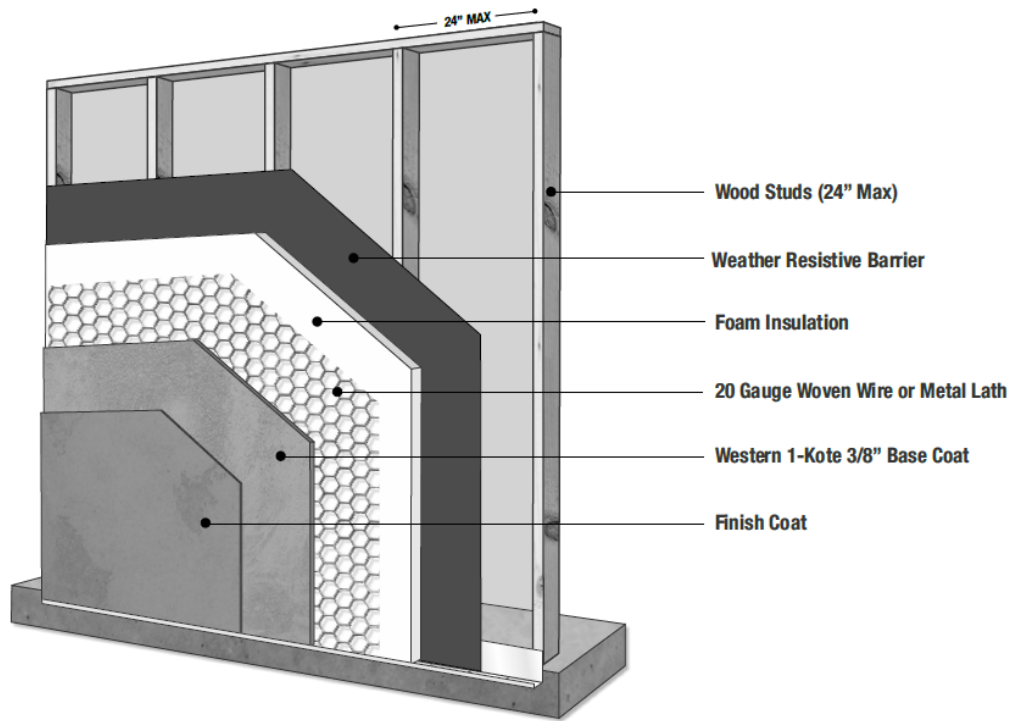 24” MAX
Wood Studs (24” Max)
Weather Resistive Barrier
Foam Insulation
20 Gauge Woven Wire or Metal Lath
Western 1-Kote 3/8” Base Coat
Finish Coat